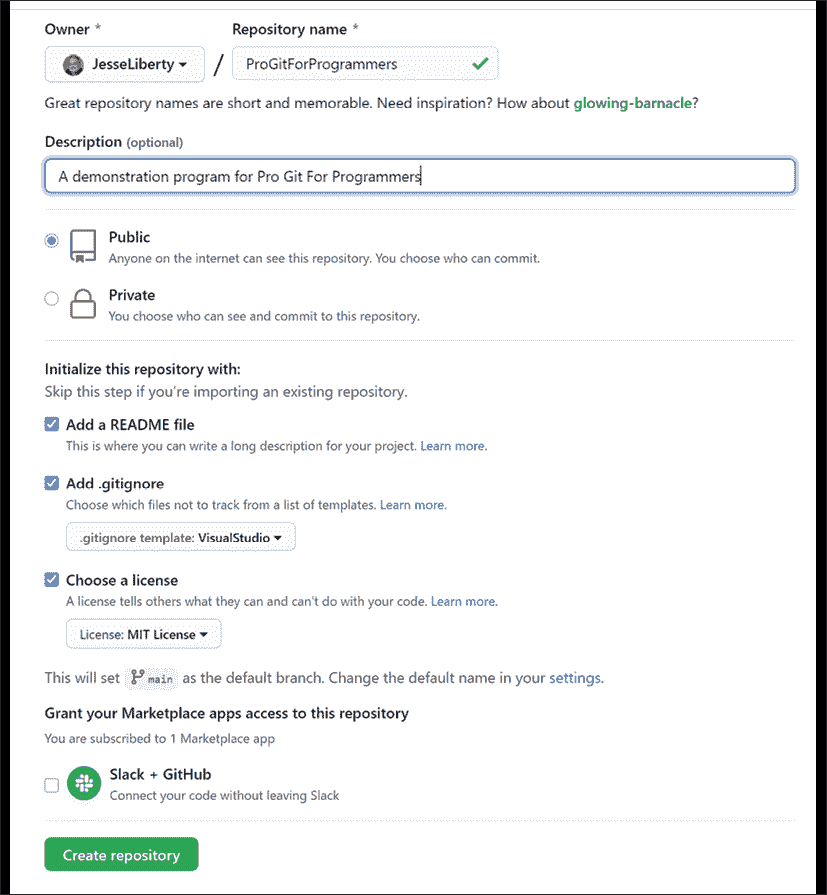 Owner * Repository name *
JesseLiberty / ProGitForProgrammers
Great repository names are short and memorable. Need inspiration? How about glowing-barnacle?
Description (optional)
A demonstration program for Pro Git For Programmers
Public
Anyone on the internet can see this repository. You choose who can commit.
Private
You choose who can see and commit to this repository.
Initialize this repository with:
Skip this step if you're importing an existing repository.
Add a README file
This is where you can write a long description for your project. Learn more.
Add .gitignore
Choose which files not to track from a list of templates. Learn more.
.gitignore template: VisualStudio
Choose a license
A license tells others what they can and can't do with your code. Learn more.
License: MIT License
This will set main as the default branch. Change the default name in your settings.
Grant your Marketplace apps access to this repository
You are subscribed to 1 Marketplace app
Slack + GitHub
Connect your code without leaving Slack
Create repository